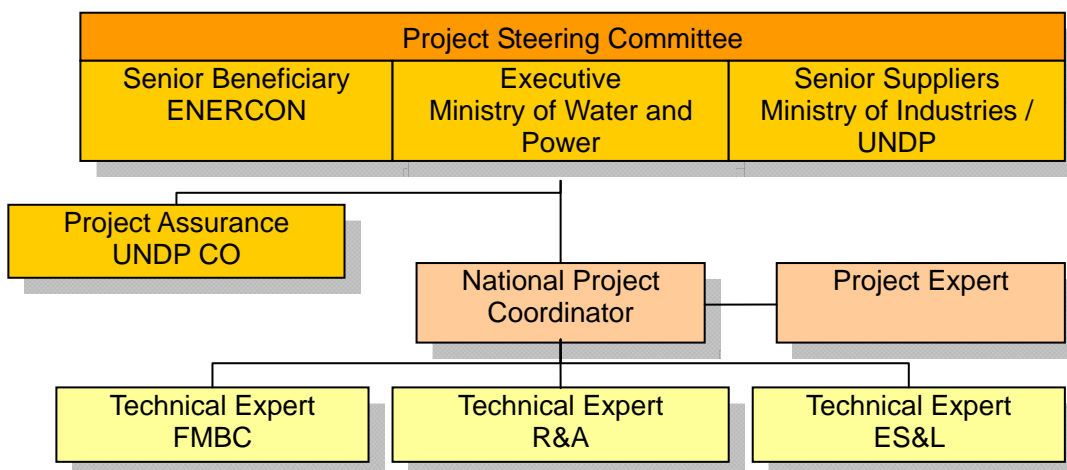 Project Steering Committee
Senior Beneficiary
ENERCON
Executive
Ministry of Water and
Power
Senior Suppliers
Ministry of Industries /
UNDP
Project Assurance
UNDP CO
National Project
Coordinator
Project Expert
Technical Expert
FMBC
Technical Expert
R&A
Technical Expert
ES&L